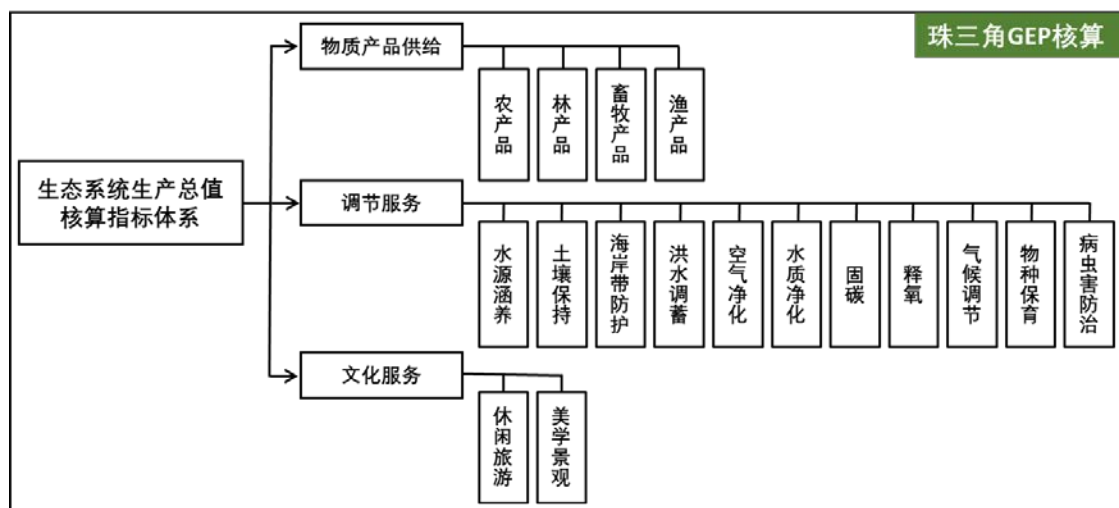 珠三角GEP核算
生态系统生产总值
核算指标体系
物质产品供给
农产品
林产品
畜牧产品
渔产品
调节服务
水源涵养
土壤保持
海岸带防护
洪水调蓄
空气净化
水质净化
固碳
释氧
气候调节
物种保育
病虫害防治
文化服务
休闲旅游
美学景观